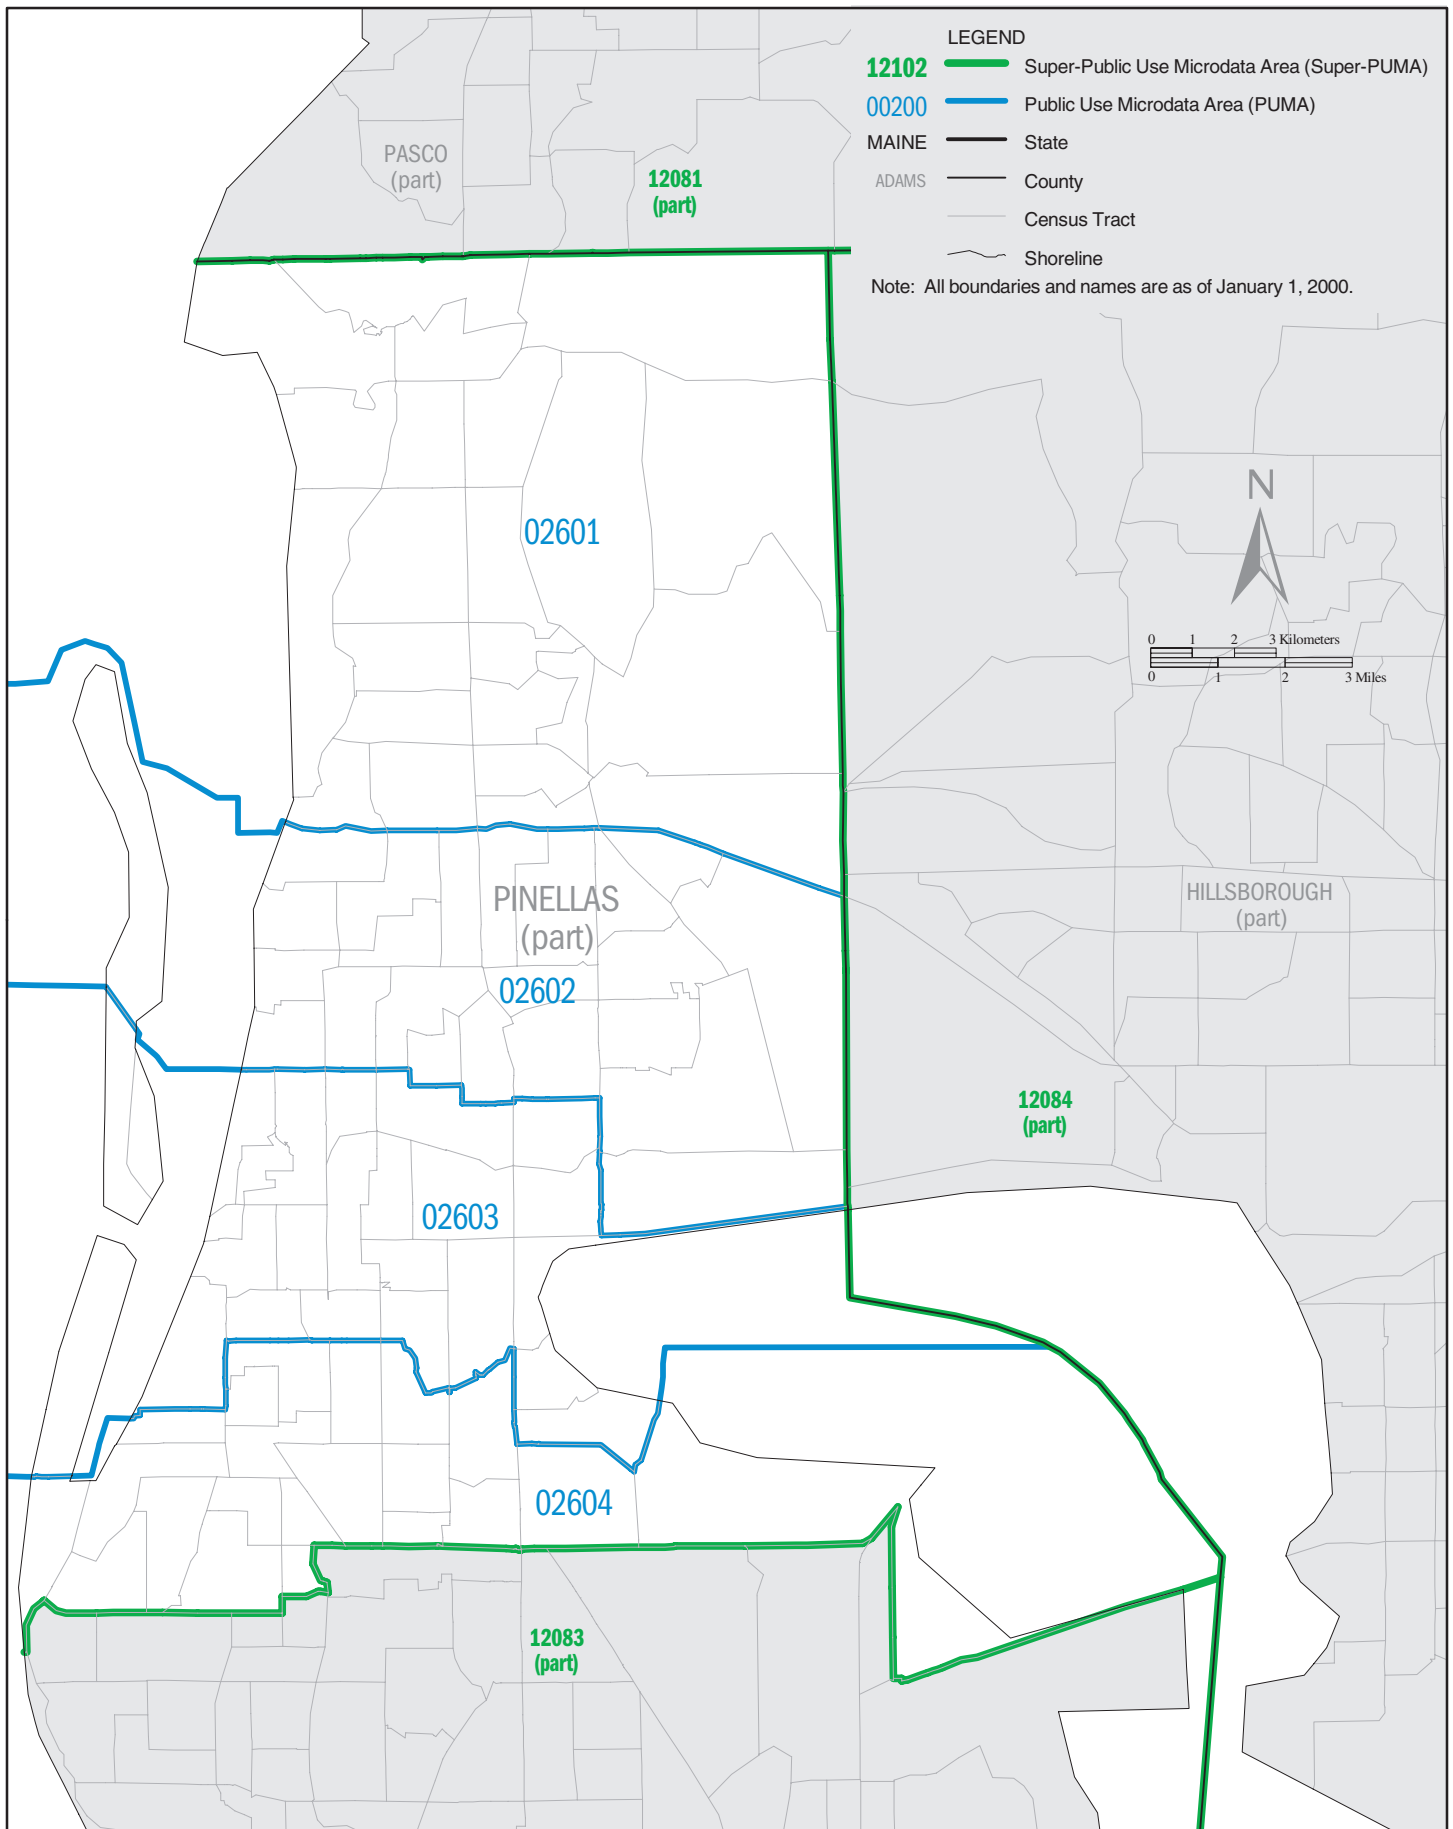 LEGEND
12102 Super-Public Use Microdata Area (Super-PUMA)
00200 Public Use Microdata Area (PUMA)
MAINE State
ADAMS County
Census Tract
Shoreline
Note: All boundaries and names are as of January 1, 2000.
PASCO
(part)
12081
(part)
N
02601
0 1 2 3 Kilometers
0 1 2 3 Miles
PINELLAS
(part)
HILLSBOROUGH
(part)
02602
12084
(part)
02603
02604
12083
(part)